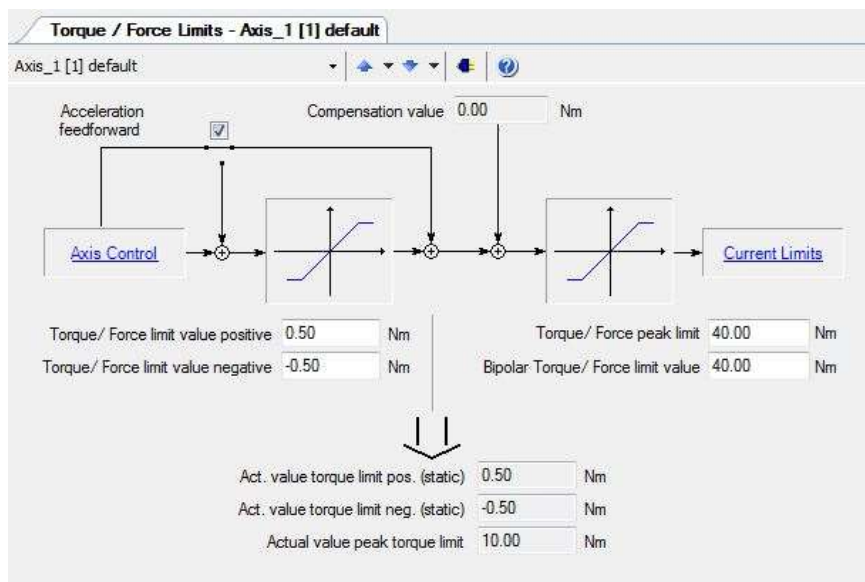 Torque / Force Limits - Axis_1 [1] default
Axis_1 [1] default
Acceleration
feedforward
Compensation value 0.00 Nm
Axis Control
Current Limits
Torque/ Force limit value positive 0.50 Nm
Torque/ Force peak limit 40.00 Nm
Torque/ Force limit value negative -0.50 Nm
Bipolar Torque/ Force limit value 40.00 Nm
Act. value torque limit pos. (static) 0.50 Nm
Act. value torque limit neg. (static) -0.50 Nm
Actual value peak torque limit 10.00 Nm